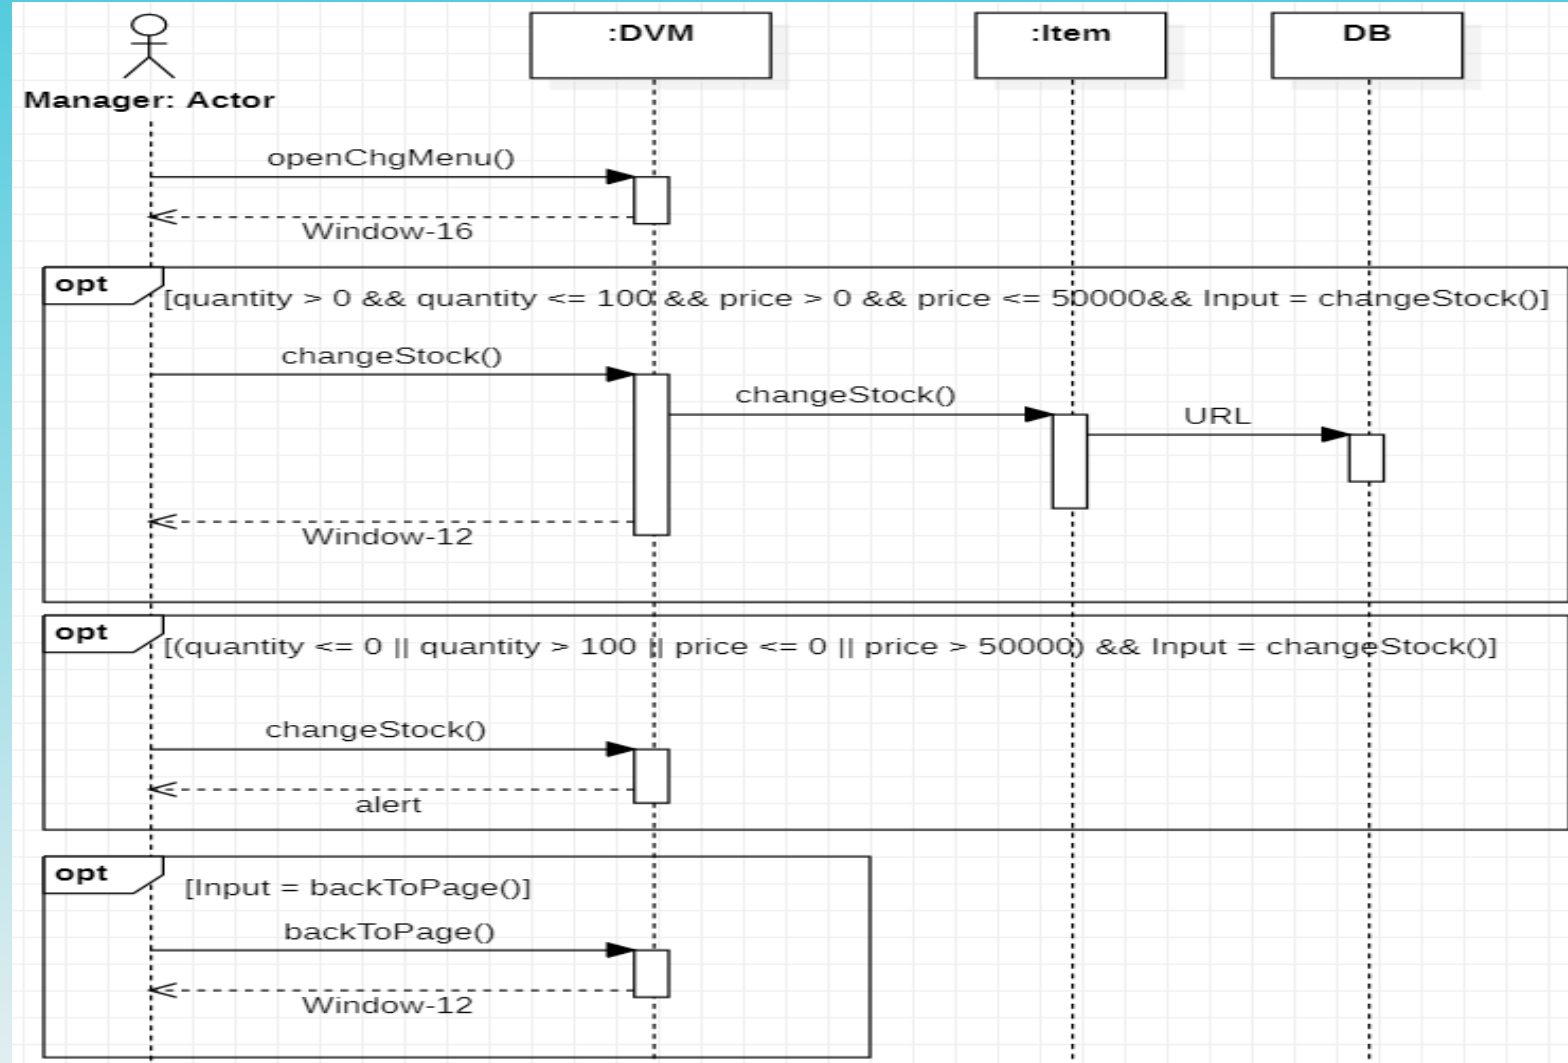 :DVM
:Item
DB
Manager: Actor
openChgMenu()
Window-16
opt
[quantity > 0 && quantity <= 100 && price > 0 && price <= 50000&& Input = changeStock()]
changeStock()
changeStock()
URL
Window-12
opt
[(quantity <= 0 || quantity > 100 || price <= 0 || price > 50000) && Input = changeStock()]
changeStock()
alert
opt
[Input = backToPage()]
backToPage()
Window-12